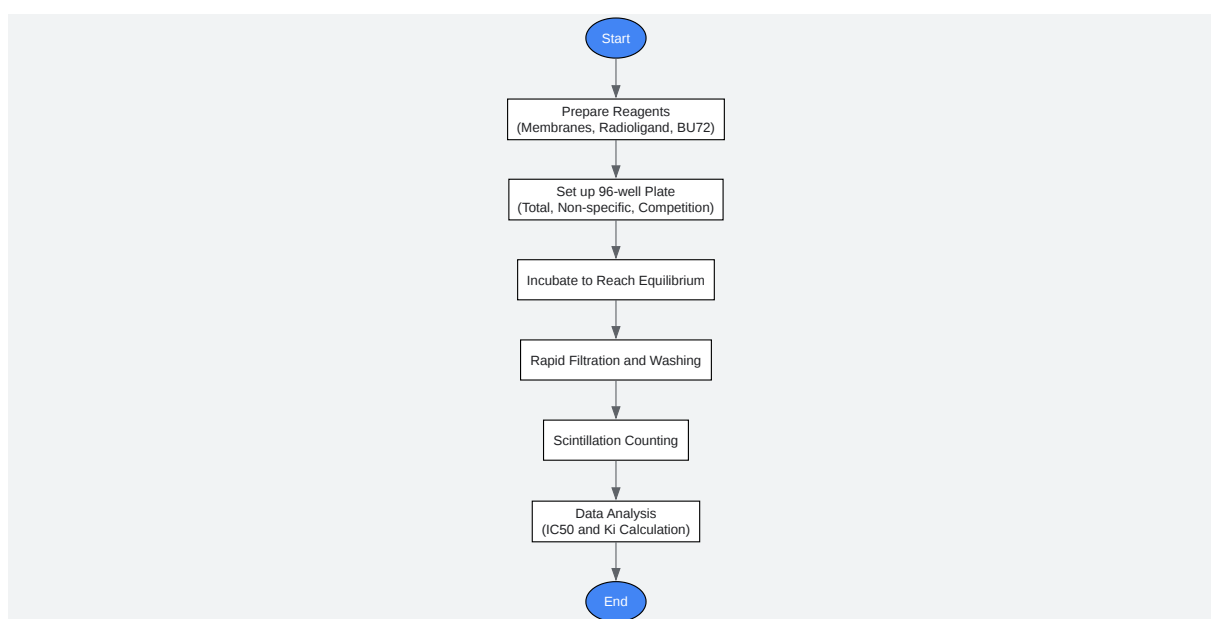 Start
Prepare Reagents
(Membranes, Radioligand, BU72)
Set up 96-well Plate
(Total, Non-specific, Competition)
Incubate to Reach Equilibrium
Rapid Filtration and Washing
Scintillation Counting
Data Analysis
(IC50 and Ki Calculation)
End